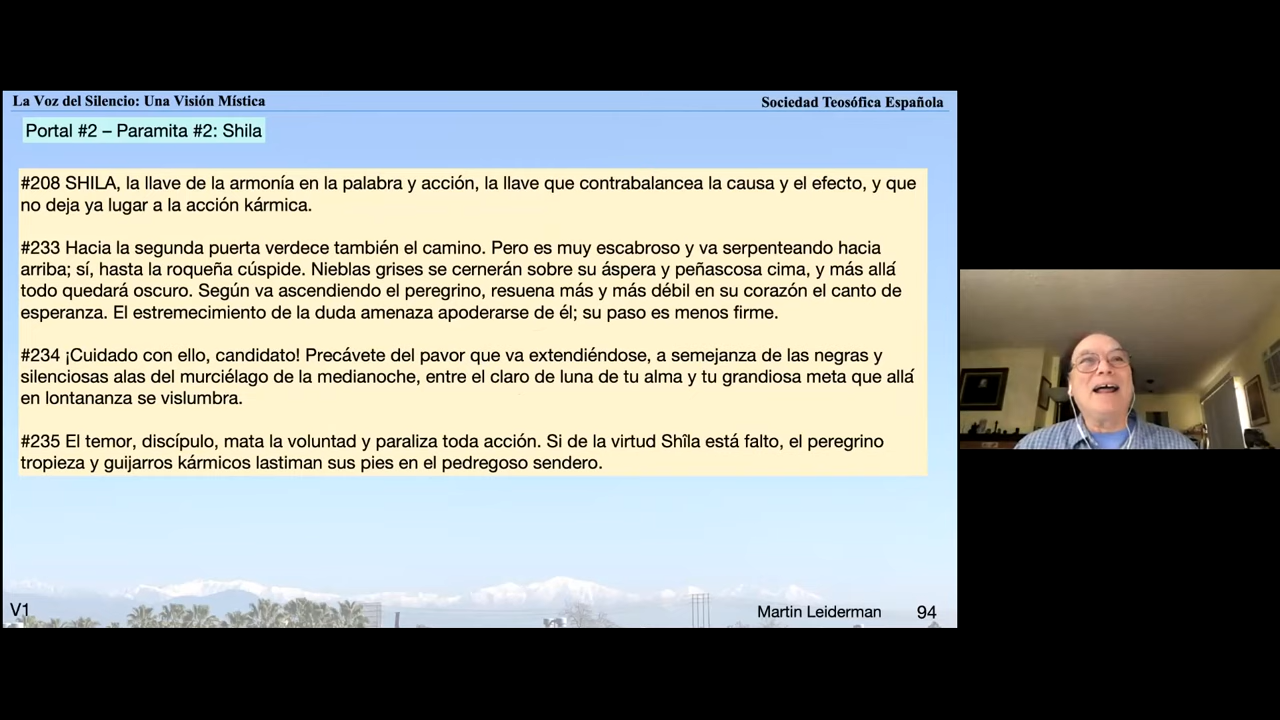 La Voz del Silencio: Una Visión Mística
Sociedad Teosófica Española
Portal #2 – Paramita #2: Shila
#208 SHILA, la llave de la armonía en la palabra y acción, la llave que contrabalancea la causa y el efecto, y que
no deja ya lugar a la acción kármica.
#233 Hacia la segunda puerta verdece también el camino. Pero es muy escabroso y va serpenteando hacia
arriba; sí, hasta la roqueña cúspide. Nieblas grises se cernerán sobre su áspera y peñascosa cima, y más allá
todo quedará oscuro. Según va ascendiendo el peregrino, resuena más y más débil en su corazón el canto de
esperanza. El estremecimiento de la duda amenaza apoderarse de él; su paso es menos firme.
#234 ¡Cuidado con ello, candidato! Precávete del pavor que va extendiéndose, a semejanza de las negras y
silenciosas alas del murciélago de la medianoche, entre el claro de luna de tu alma y tu grandiosa meta que allá
en lontananza se vislumbra.
#235 El temor, discípulo, mata la voluntad y paraliza toda acción. Si de la virtud Shîla está falto, el peregrino
tropieza y guijarros kármicos lastiman sus pies en el pedregoso sendero.
V1
Martin Leiderman 94